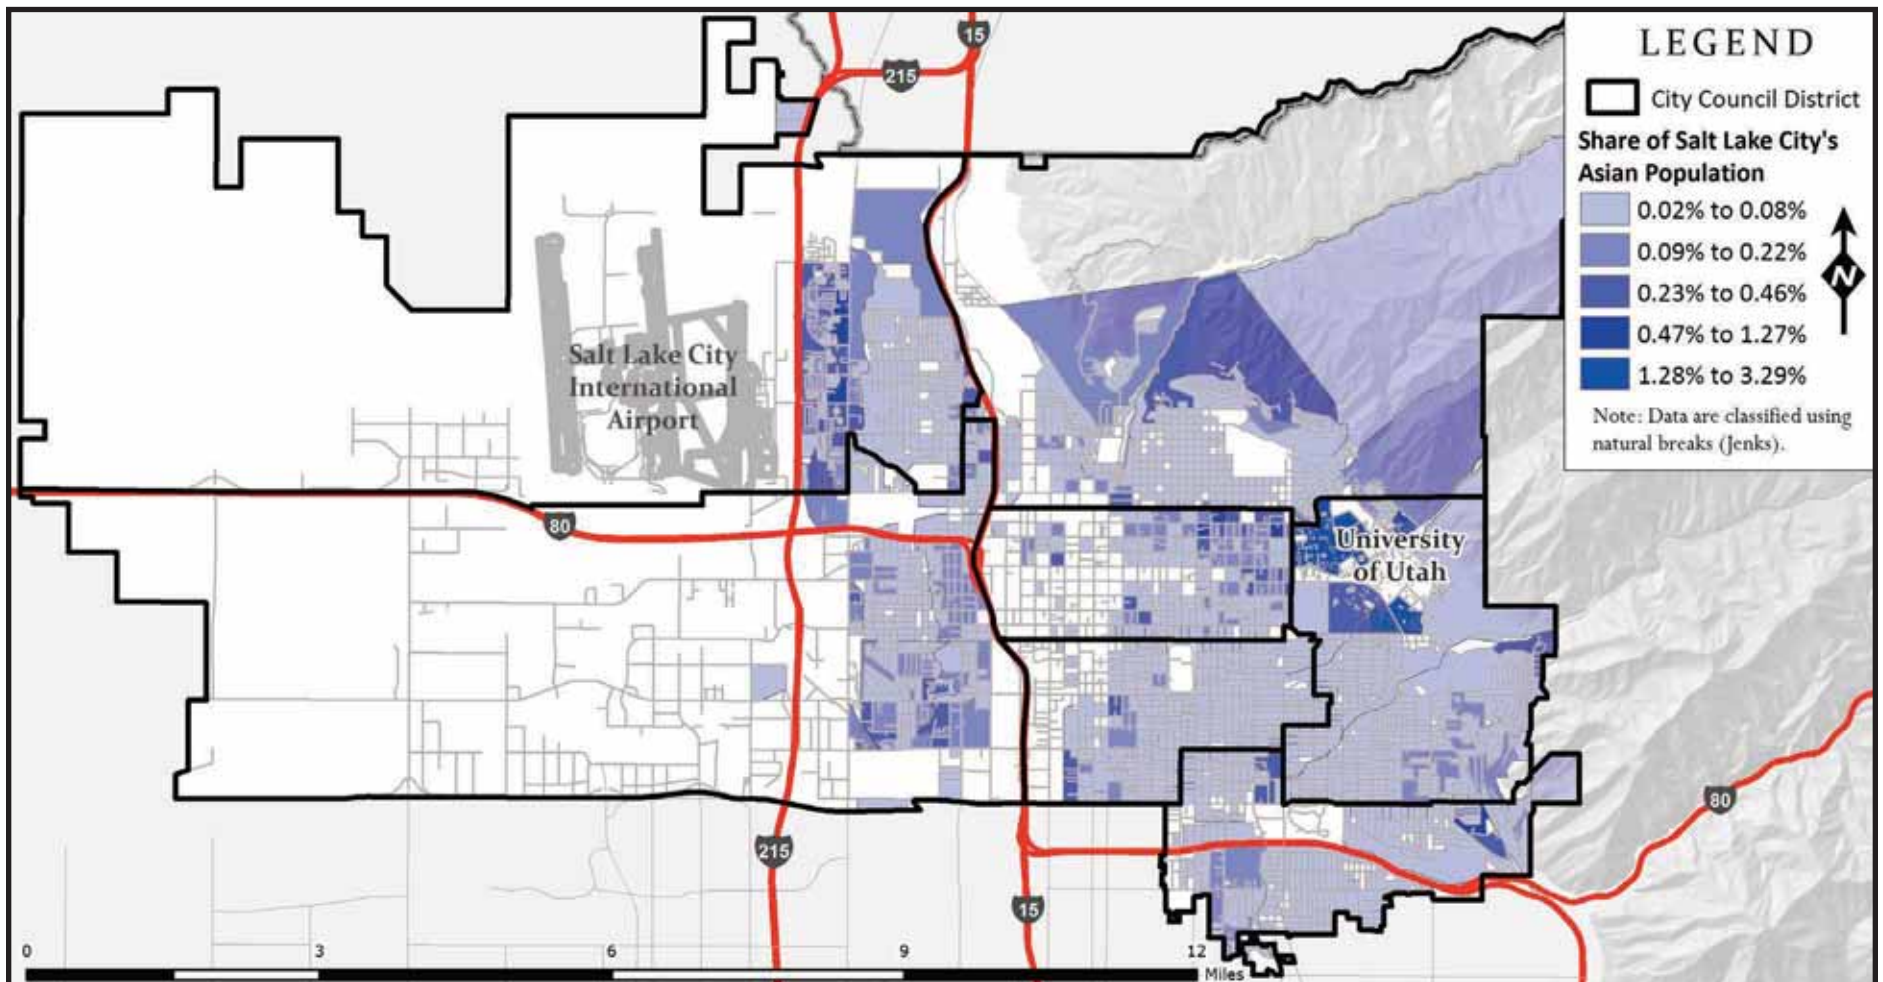 LEGEND
City Council District
Share of Salt Lake City's
Asian Population
0.02% to 0.08%
0.09% to 0.22%
0.23% to 0.46%
0.47% to 1.27%
1.28% to 3.29%
Note: Data are classified using
natural breaks (Jenks).
N
15
215
Salt Lake City
International
Airport
80
University
of Utah
80
215
15
0 3 6 9 12
Miles